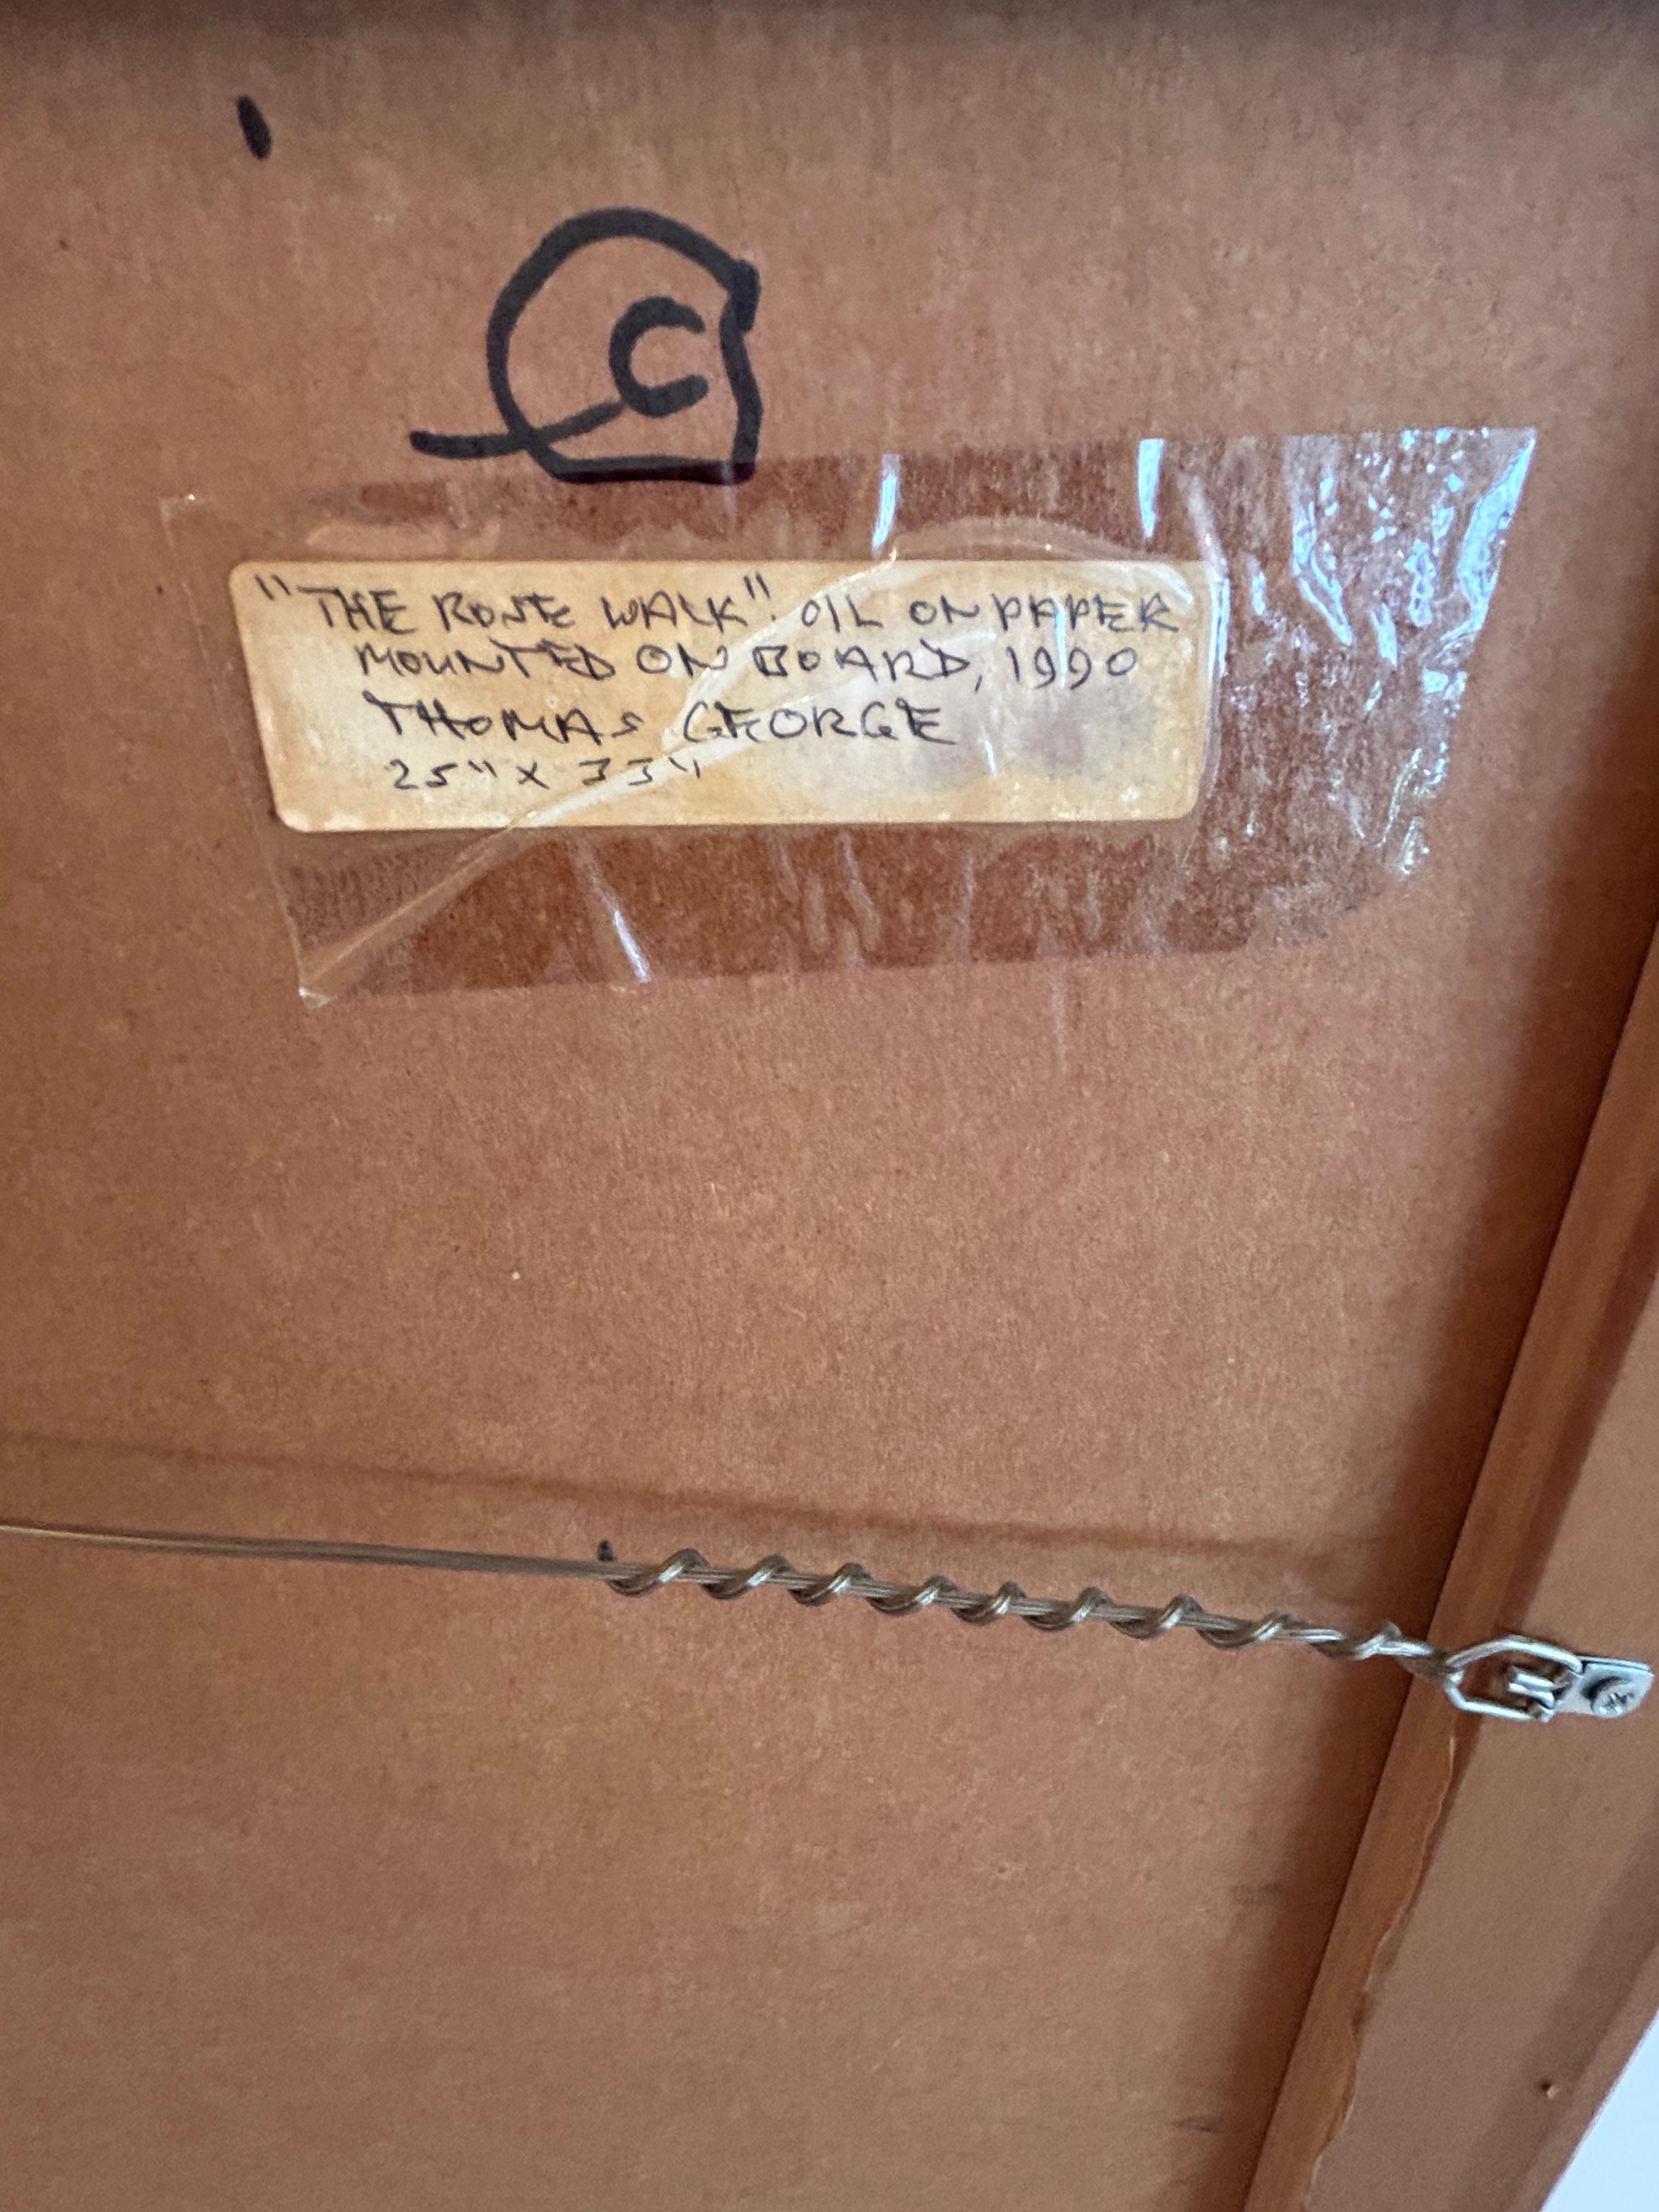 C
"THE ROSE WALK". OIL ON PAPER
MOUNTED ON BOARD, 1990
THOMAS GEORGE
25" X 33"